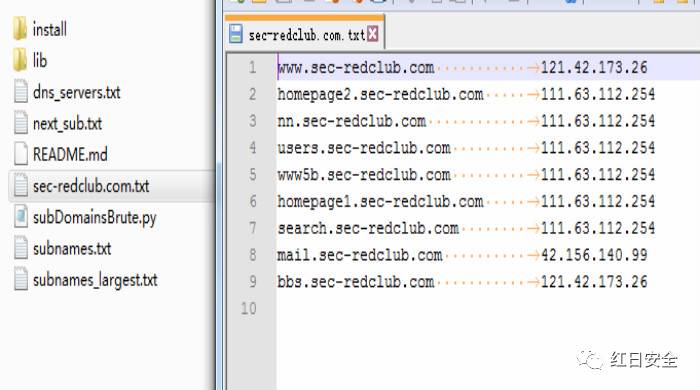 install
lib
dns_servers.txt
next_sub.txt
README.md
sec-redclub.com.txt
subDomainsBrute.py
subnames.txt
subnames_largest.txt
sec-redclub.com.txt
1 www.sec-redclub.com 121.42.173.26
2 homepage2.sec-redclub.com 111.63.112.254
3 nn.sec-redclub.com 111.63.112.254
4 users.sec-redclub.com 111.63.112.254
5 www5b.sec-redclub.com 111.63.112.254
6 homepage1.sec-redclub.com 111.63.112.254
7 search.sec-redclub.com 111.63.112.254
8 mail.sec-redclub.com 42.156.140.99
9 bbs.sec-redclub.com 121.42.173.26
10
红日安全